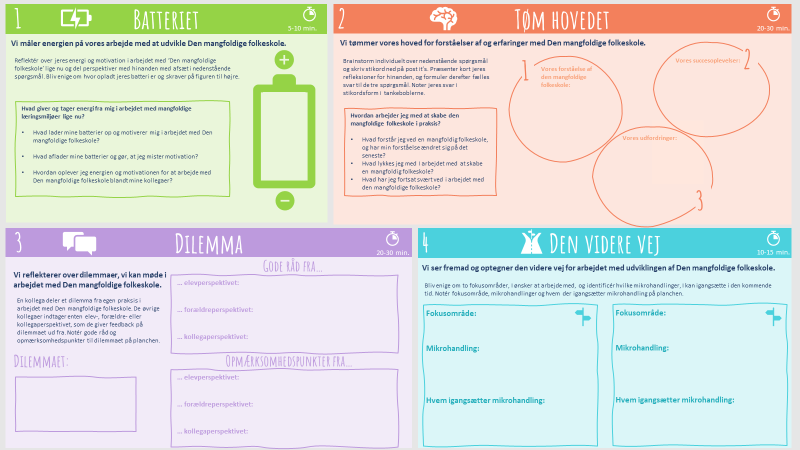 1
BATTERIET
5-10 min.
Vi måler energien på vores arbejde med at udvikle Den mangfoldige folkeskole.
Reflektér over jeres energi og motivation i arbejdet med 'Den mangfoldige
folkeskole' lige nu og del perspektiver med hinanden med afsæt i nedenstående
spørgsmål. Bliv enige om hvor opladt jeres batteri er og skraver på figuren til højre.
Hvad giver og tager energi fra mig i arbejdet med mangfoldige
læringsmiljøer lige nu?
• Hvad lader mine batterier op og motiverer mig i arbejdet med Den
mangfoldige folkeskole?
• Hvad aflader mine batterier og gør, at jeg mister motivation?
• Hvordan oplever jeg energien og motivationen for at arbejde med
Den mangfoldige folkeskole blandt mine kollegaer?
2
TØM HOVEDET
20-30 min.
Vi tømmer vores hoved for forståelser af og erfaringer med Den mangfoldige folkeskole.
Brainstorm individuelt over nedenstående spørgsmål
og skriv stikord ned på post it's. Præsenter kort jeres
refleksioner for hinanden, og formuler derefter fælles
svar til de tre spørgsmål. Noter jeres svar i
stikordsform i tankeboblerne.
Hvordan arbejder jeg med at skabe den
mangfoldige folkeskole i praksis?
• Hvad forstår jeg ved en mangfoldig folkeskole,
og har min forståelse ændret sig på det
seneste?
• Hvad lykkes jeg med i arbejdet med at skabe
en mangfoldig folkeskole?
• Hvad har jeg fortsat svært ved i arbejdet med
den mangfoldige folkeskole?
1
Vores forståelse af
den mangfoldige
folkeskole:
2
Vores succesoplevelser:
Vores udfordringer:
3
3
DILEMMA
20-30 min.
Vi reflekterer over dilemmaer, vi kan møde i
arbejdet med Den mangfoldige folkeskole.
En kollega deler et dilemma fra egen praksis i
arbejdet med Den mangfoldige folkeskole. De øvrige
kollegaer indtager enten elev-, forældre- eller
kollegaperspektivet, som de giver feedback på
dilemmaet ud fra. Notér gode råd og
opmærksomhedspunkter til dilemmaet på planchen.
DILEMMAET:
GODE RÅD FRA...
... elevperspektivet:
... forældreperspektivet:
... kollegaperspektivet:
OPMÆRKSOMHEDSPUNKTER FRA...
... elevperspektivet:
... forældreperspektivet:
... kollegaperspektivet:
4
DEN VIDERE VEJ
10-15 min.
Vi ser fremad og optegner den videre vej for arbejdet med udviklingen af Den mangfoldige folkeskole.
Bliv enige om to fokusområder, I ønsker at arbejde med, og identificér hvilke mikrohandlinger, I kan igangsætte i den kommende
tid. Notér fokusområde, mikrohandlinger og hvem der igangsætter mikrohandling på planchen.
Fokusområde:
Mikrohandling:
Hvem igangsætter mikrohandling:
Fokusområde:
Mikrohandling:
Hvem igangsætter mikrohandling: